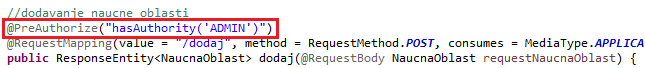 //dodavanje naucne oblasti
@PreAuthorize("hasAuthority('ADMIN')")
@RequestMapping(value = "/dodaj", method = RequestMethod.POST, consumes = MediaType.APPLICA
public ResponseEntity<NaucnaOblast> dodaj(@RequestBody NaucnaOblast requestNaucnaOblast) {